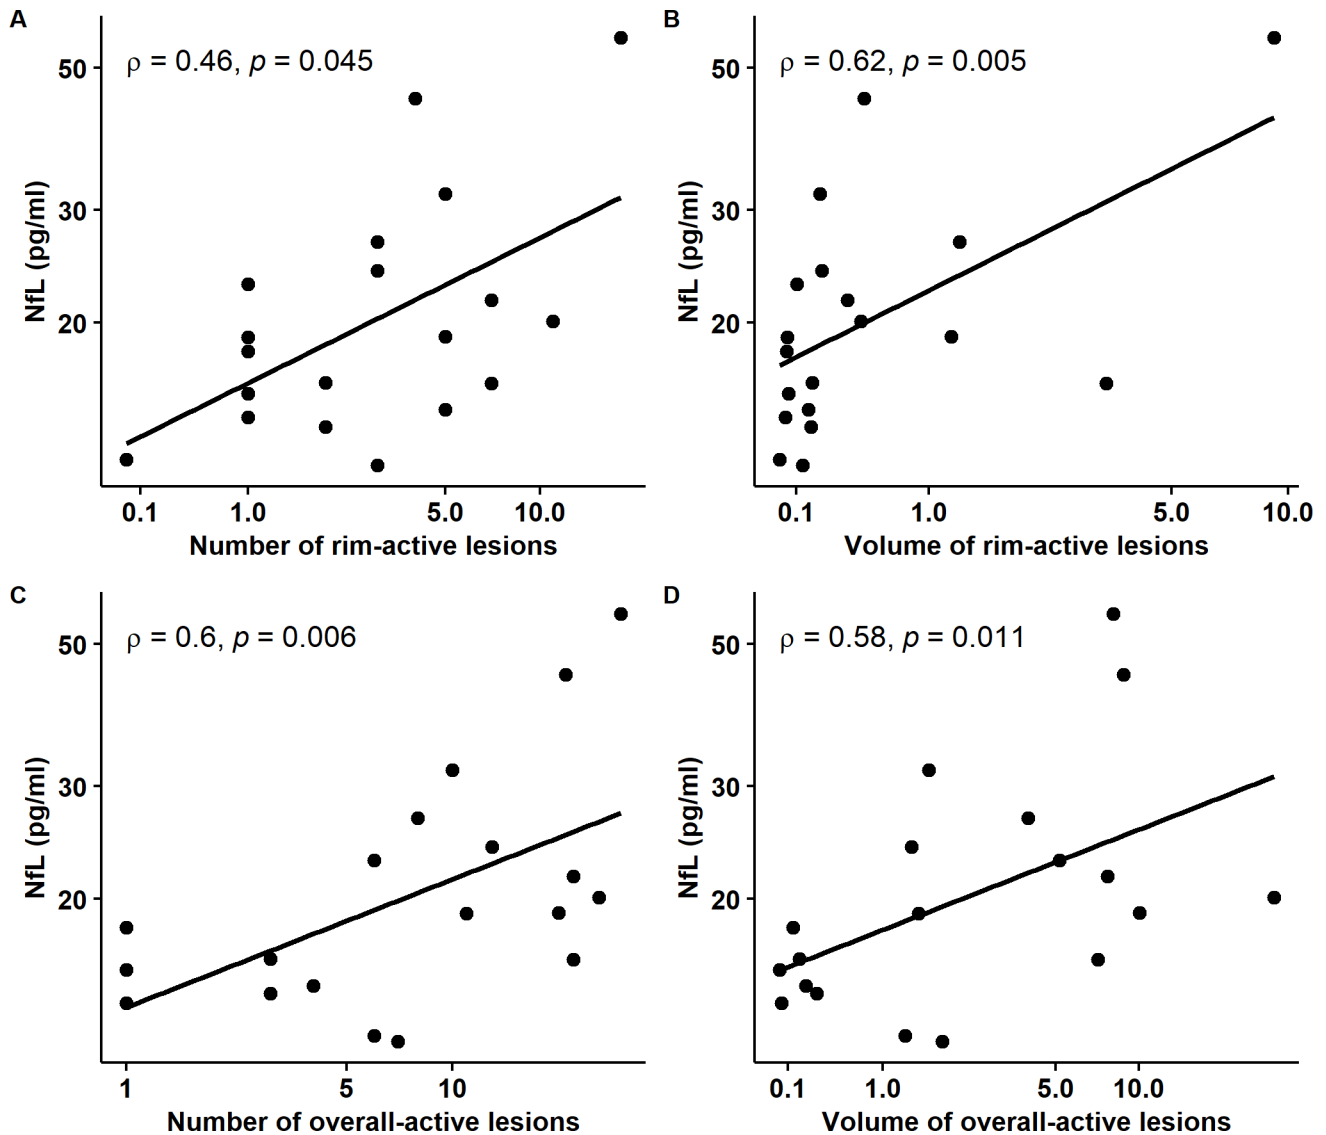 A
ρ = 0.46, p = 0.045
50
30
20
NfL (pg/ml)
0.1 1.0 5.0 10.0
Number of rim-active lesions
B
ρ = 0.62, p = 0.005
50
30
20
NfL (pg/ml)
0.1 1.0 5.0 10.0
Volume of rim-active lesions
C
ρ = 0.6, p = 0.006
50
30
20
NfL (pg/ml)
1 5 10
Number of overall-active lesions
D
ρ = 0.58, p = 0.011
50
30
20
NfL (pg/ml)
0.1 1.0 5.0 10.0
Volume of overall-active lesions